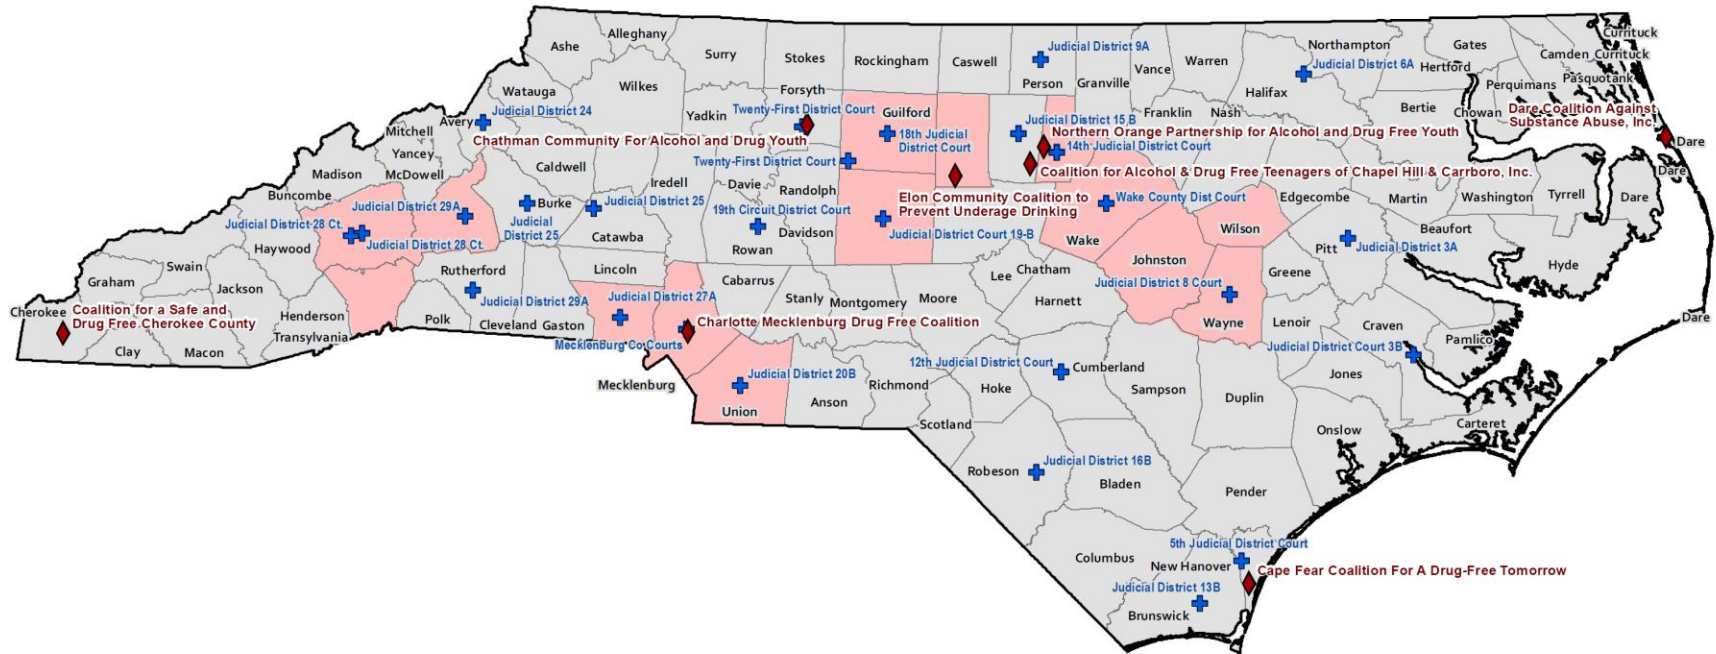 Currituck
Alleghany
Ashe
Surry
Stokes
Rockingham
Caswell
Judicial District 9A
Person
Granville
Vance
Warren
Northampton
Judicial District 6A
Gates
Hertford
Camden
Currituck
Pasquotank
Perquimans
Chowan
Watauga
Wilkes
Forsyth
Halifax
Bertie
Judicial District 24
Avery
Yadkin
Twenty-First District Court
Guilford
18th Judicial
District Court
Judicial District 15 B
Franklin
Nash
Dare Coalition Against
Substance Abuse, Inc.
Dare
Mitchell
Yancey
Chathman Community For Alcohol and Drug Youth
Northern Orange Partnership for Alcohol and Drug Free Youth
14th Judicial District Court
Madison
McDowell
Caldwell
Iredell
Twenty-First District Court
Coalition for Alcohol & Drug Free Teenagers of Chapel Hill & Carrboro, Inc.
Dare
Buncombe
Davie
Randolph
Elon Community Coalition to
Prevent Underage Drinking
Edgecombe
Martin
Washington
Tyrrell
Dare
Judicial District 29A
Burke
Judicial
District 25
Judicial District 25
19th Circuit District Court
Wake County Dist Court
Judicial District 28 Ct.
Judicial District 28 Ct.
Haywood
Catawba
Rowan
Davidson
Judicial District Court 19-B
Wake
Wilson
Pitt
Judicial District 3A
Beaufort
Hyde
Swain
Graham
Jackson
Rutherford
Lincoln
Cabarrus
Lee
Chatham
Johnston
Greene
Judicial District 29A
Judicial District 27A
Stanly
Montgomery
Moore
Harnett
Judicial District 8 Court
Cherokee
Coalition for a Safe and
Drug Free Cherokee County
Henderson
Transylvania
Polk
Cleveland
Gaston
Charlotte Mecklenburg Drug Free Coalition
Mecklenburg Co Courts
Wayne
Lenoir
Craven
Pamlico
Dare
Clay
Macon
Judicial District Court 3B
12th Judicial District Court
Cumberland
Judicial District 20B
Mecklenburg
Union
Anson
Richmond
Hoke
Sampson
Duplin
Jones
Scotland
Onslow
Carteret
Robeson
Judicial District 16B
Bladen
Pender
Columbus
5th Judicial District Court
New Hanover
Cape Fear Coalition For A Drug-Free Tomorrow
Judicial District 13B
Brunswick